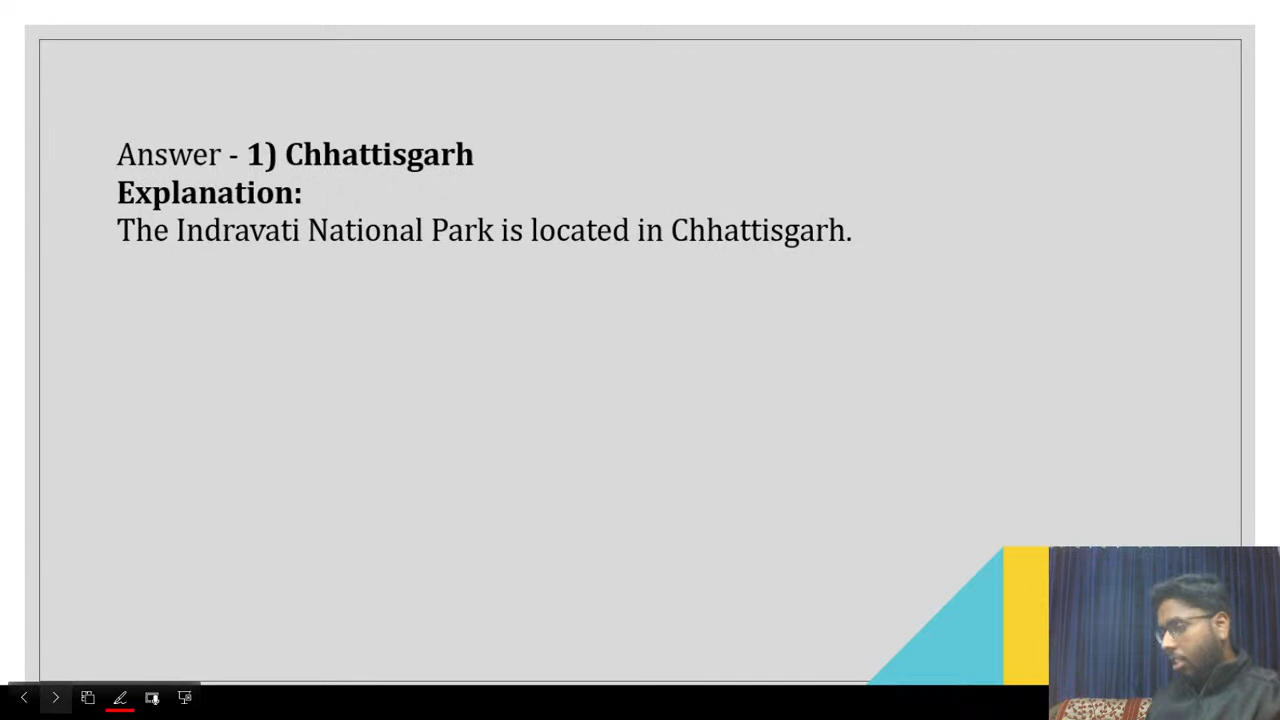 Answer - 1) Chhattisgarh
Explanation:
The Indravati National Park is located in Chhattisgarh.